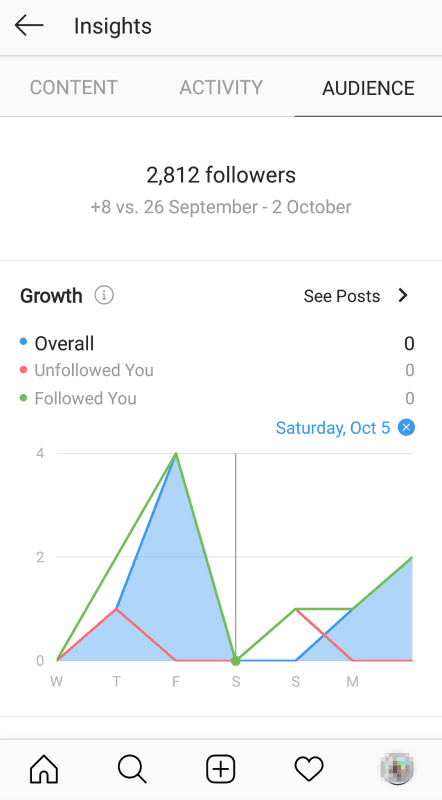 Insights
CONTENT ACTIVITY AUDIENCE
2,812 followers
+8 vs. 26 September - 2 October
Growth See Posts
Overall 0
Unfollowed You 0
Followed You 0
Saturday, Oct 5
4
2
0
W T F S S M